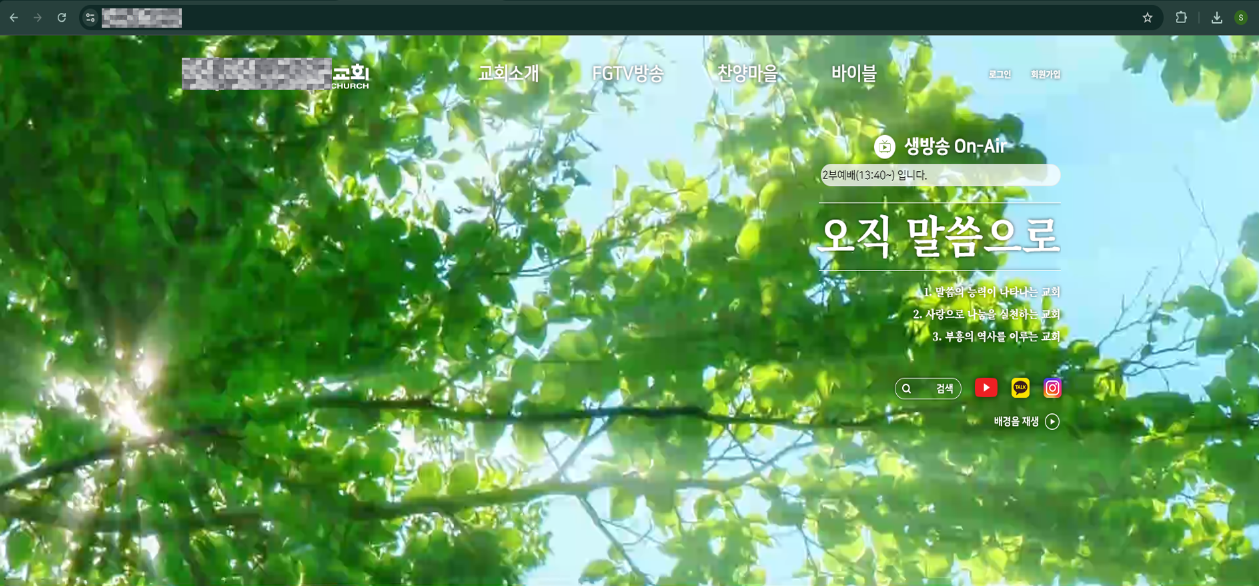 교회
CHURCH
교회소개 FGTV방송 찬양마을 바이블 로그인 회원가입
생방송 On-Air
2부예배(13:40~) 입니다.
오직 말씀으로
1. 말씀의 능력이 나타나는 교회
2. 사랑으로 나눔을 실천하는 교회
3. 부흥의 역사를 이루는 교회
검색
TALK
배경음 재생
S